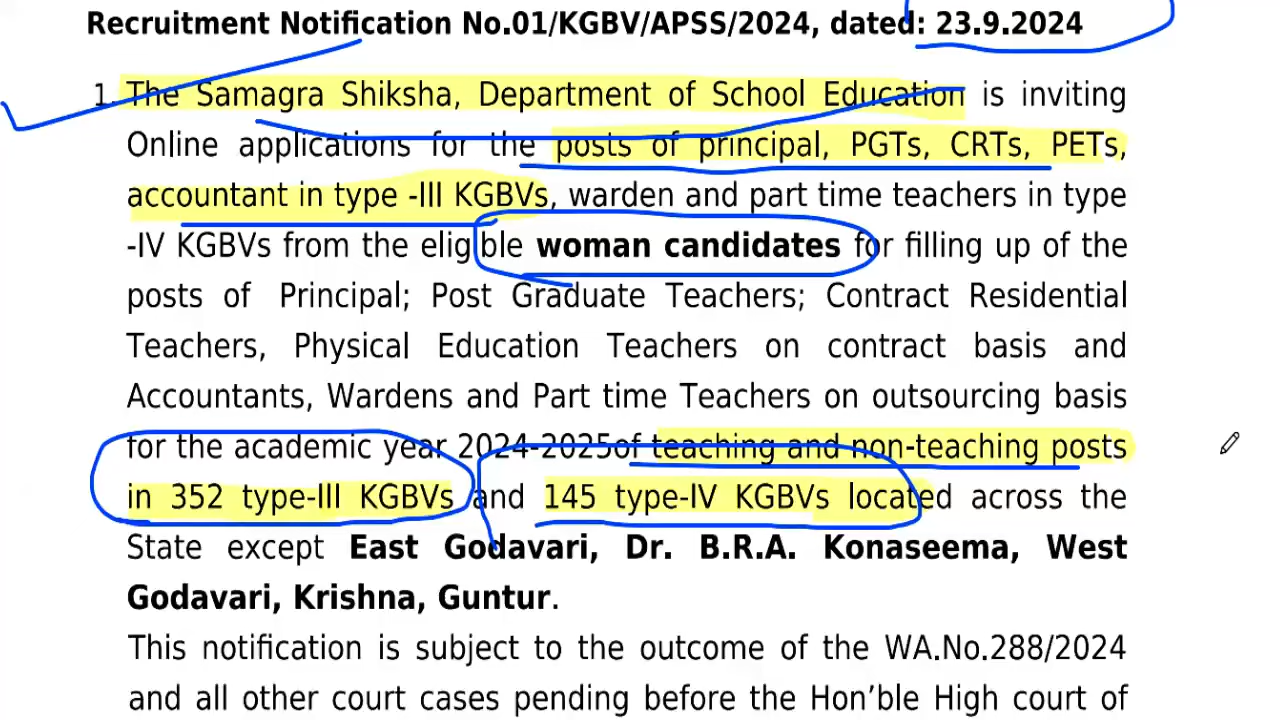 Recruitment Notification No.01/KGBV/APSS/2024, dated: 23.9.2024
1. The Samagra Shiksha, Department of School Education is inviting
Online applications for the posts of principal, PGTs, CRTs, PETs,
accountant in type -III KGBVs, warden and part time teachers in type
-IV KGBVs from the eligible woman candidates for filling up of the
posts of Principal; Post Graduate Teachers; Contract Residential
Teachers, Physical Education Teachers on contract basis and
Accountants, Wardens and Part time Teachers on outsourcing basis
for the academic year 2024-2025of teaching and non-teaching posts
in 352 type-III KGBVs and 145 type-IV KGBVs located across the
State except East Godavari, Dr. B.R.A. Konaseema, West
Godavari, Krishna, Guntur.
This notification is subject to the outcome of the WA.No.288/2024
and all other court cases pending before the Hon’ble High court of